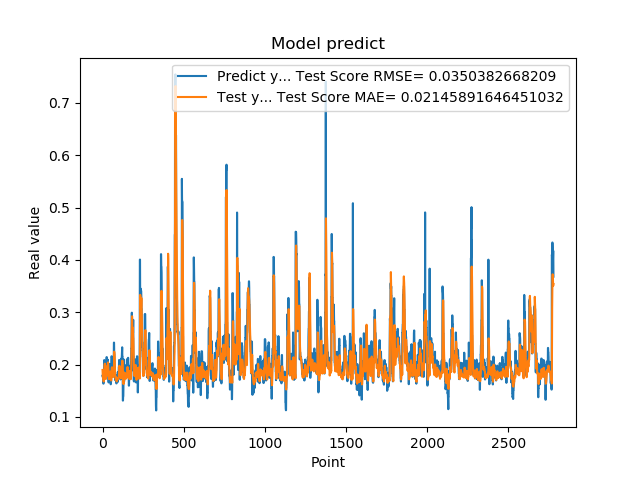 Model predict
Predict y... Test Score RMSE= 0.0350382668209
Test y... Test Score MAE= 0.02145891646451032
Real value
0.7
0.6
0.5
0.4
0.3
0.2
0.1
0 500 1000 1500 2000 2500
Point